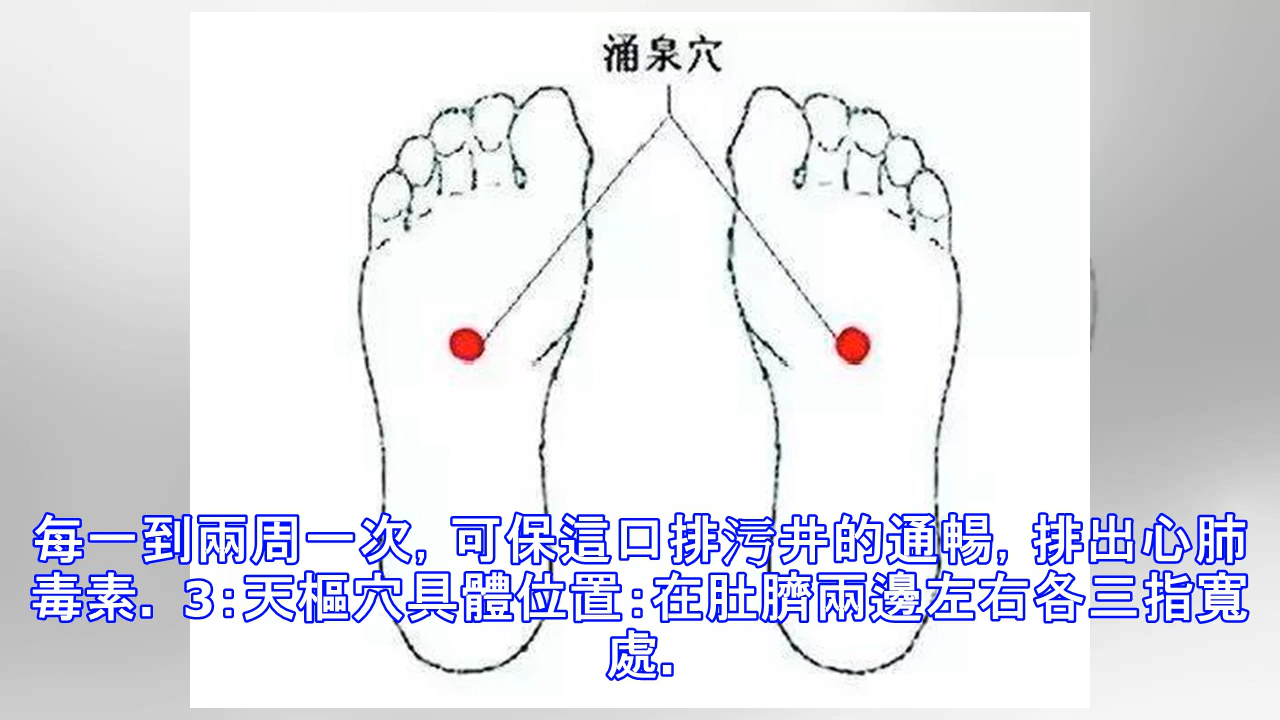 涌泉穴
每一到兩周一次, 可保這口排污井的通暢, 排出心肺
毒素. 3:天樞穴具體位置:在肚臍兩邊左右各三指寬
處.